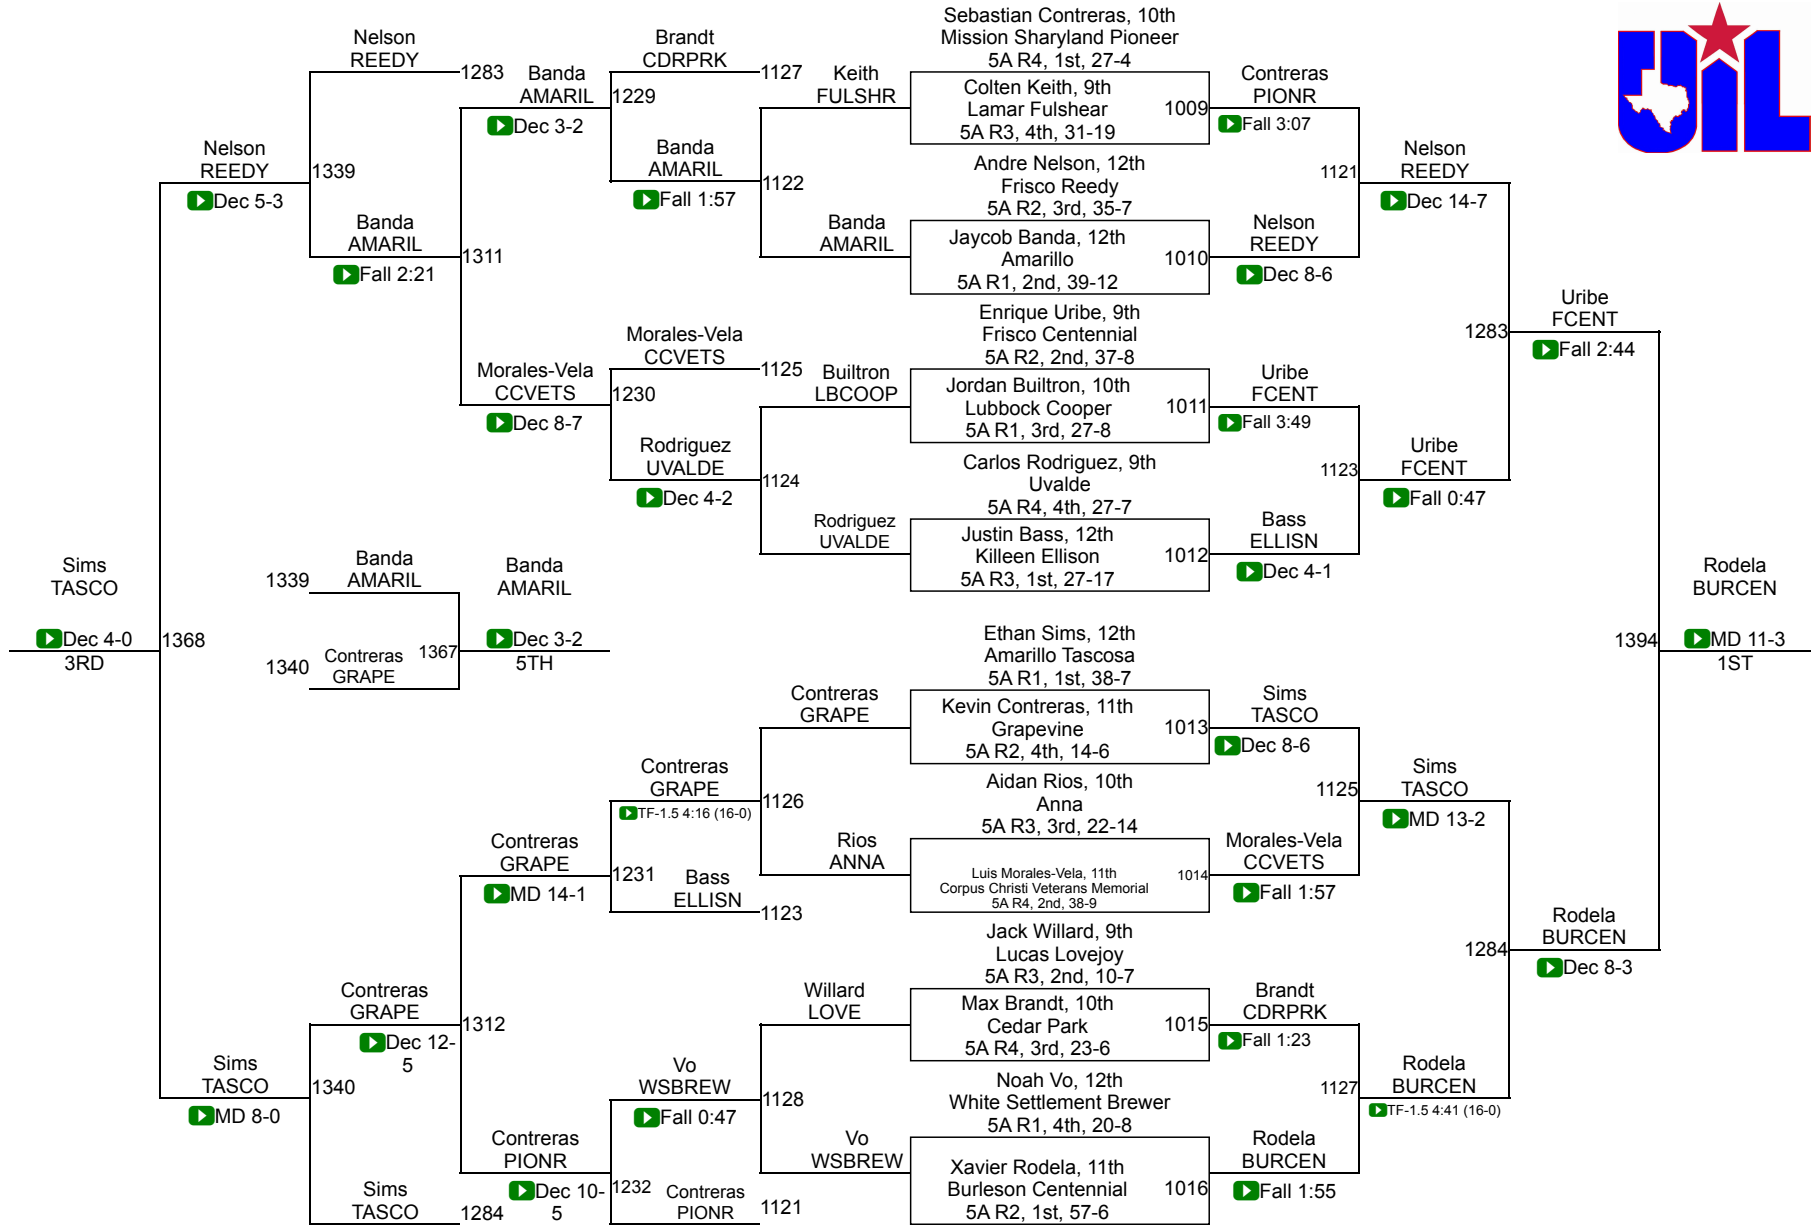 UIL
Sebastian Contreras, 10th
Mission Sharyland Pioneer
5A R4, 1st, 27-4
Colten Keith, 9th
Lamar Fulshear
5A R3, 4th, 31-19
1009
Andre Nelson, 12th
Frisco Reedy
5A R2, 3rd, 35-7
Jaycob Banda, 12th
Amarillo
5A R1, 2nd, 39-12
1010
Enrique Uribe, 9th
Frisco Centennial
5A R2, 2nd, 37-8
Jordan Builtron, 10th
Lubbock Cooper
5A R1, 3rd, 27-8
1011
Carlos Rodriguez, 9th
Uvalde
5A R4, 4th, 27-7
Justin Bass, 12th
Killeen Ellison
5A R3, 1st, 27-17
1012
Ethan Sims, 12th
Amarillo Tascosa
5A R1, 1st, 38-7
Kevin Contreras, 11th
Grapevine
5A R2, 4th, 14-6
1013
Aidan Rios, 10th
Anna
5A R3, 3rd, 22-14
Luis Morales-Vela, 11th
Corpus Christi Veterans Memorial
5A R4, 2nd, 38-9
1014
Jack Willard, 9th
Lucas Lovejoy
5A R3, 2nd, 10-7
Max Brandt, 10th
Cedar Park
5A R4, 3rd, 23-6
1015
Noah Vo, 12th
White Settlement Brewer
5A R1, 4th, 20-8
Xavier Rodela, 11th
Burleson Centennial
5A R2, 1st, 57-6
1016
Contreras
PIONR
Fall 3:07
1121
Nelson
REEDY
Dec 8-6
Uribe
FCENT
Fall 3:49
1123
Bass
ELLISN
Dec 4-1
Sims
TASCO
Dec 8-6
1125
Morales-Vela
CCVETS
Fall 1:57
Brandt
CDRPRK
Fall 1:23
1127
Rodela
BURCEN
Fall 1:55
Nelson
REEDY
Dec 14-7
1283
Uribe
FCENT
Fall 0:47
Sims
TASCO
MD 13-2
1284
Rodela
BURCEN
TF-1.5 4:41 (16-0)
Uribe
FCENT
Fall 2:44
1394
Rodela
BURCEN
Dec 8-3
Rodela
BURCEN
MD 11-3
1ST
Keith
FULSHR
1122
Banda
AMARIL
Builtron
LBCOOP
1124
Rodriguez
UVALDE
Contreras
GRAPE
1126
Rios
ANNA
Willard
LOVE
1128
Vo
WSBREW
Brandt
CDRPRK
1127
1229
Banda
AMARIL
Fall 1:57
Morales-Vela
CCVETS
1125
1230
Rodriguez
UVALDE
Dec 4-2
Contreras
GRAPE
TF-1.5 4:16 (16-0)
1231
Bass
ELLISN
1123
Vo
WSBREW
Fall 0:47
1232
Contreras
PIONR
1121
Banda
AMARIL
Dec 3-2
1311
Morales-Vela
CCVETS
Dec 8-7
Contreras
GRAPE
MD 14-1
1312
Contreras
PIONR
Dec 10-
5
Nelson
REEDY
1283
1339
Banda
AMARIL
Fall 2:21
Contreras
GRAPE
Dec 12-
5
1340
Sims
TASCO
1284
Nelson
REEDY
Dec 5-3
1368
Sims
TASCO
MD 8-0
Sims
TASCO
Dec 4-0
3RD
1339
Banda
AMARIL
1340
Contreras
GRAPE
1367
Banda
AMARIL
Dec 3-2
5TH